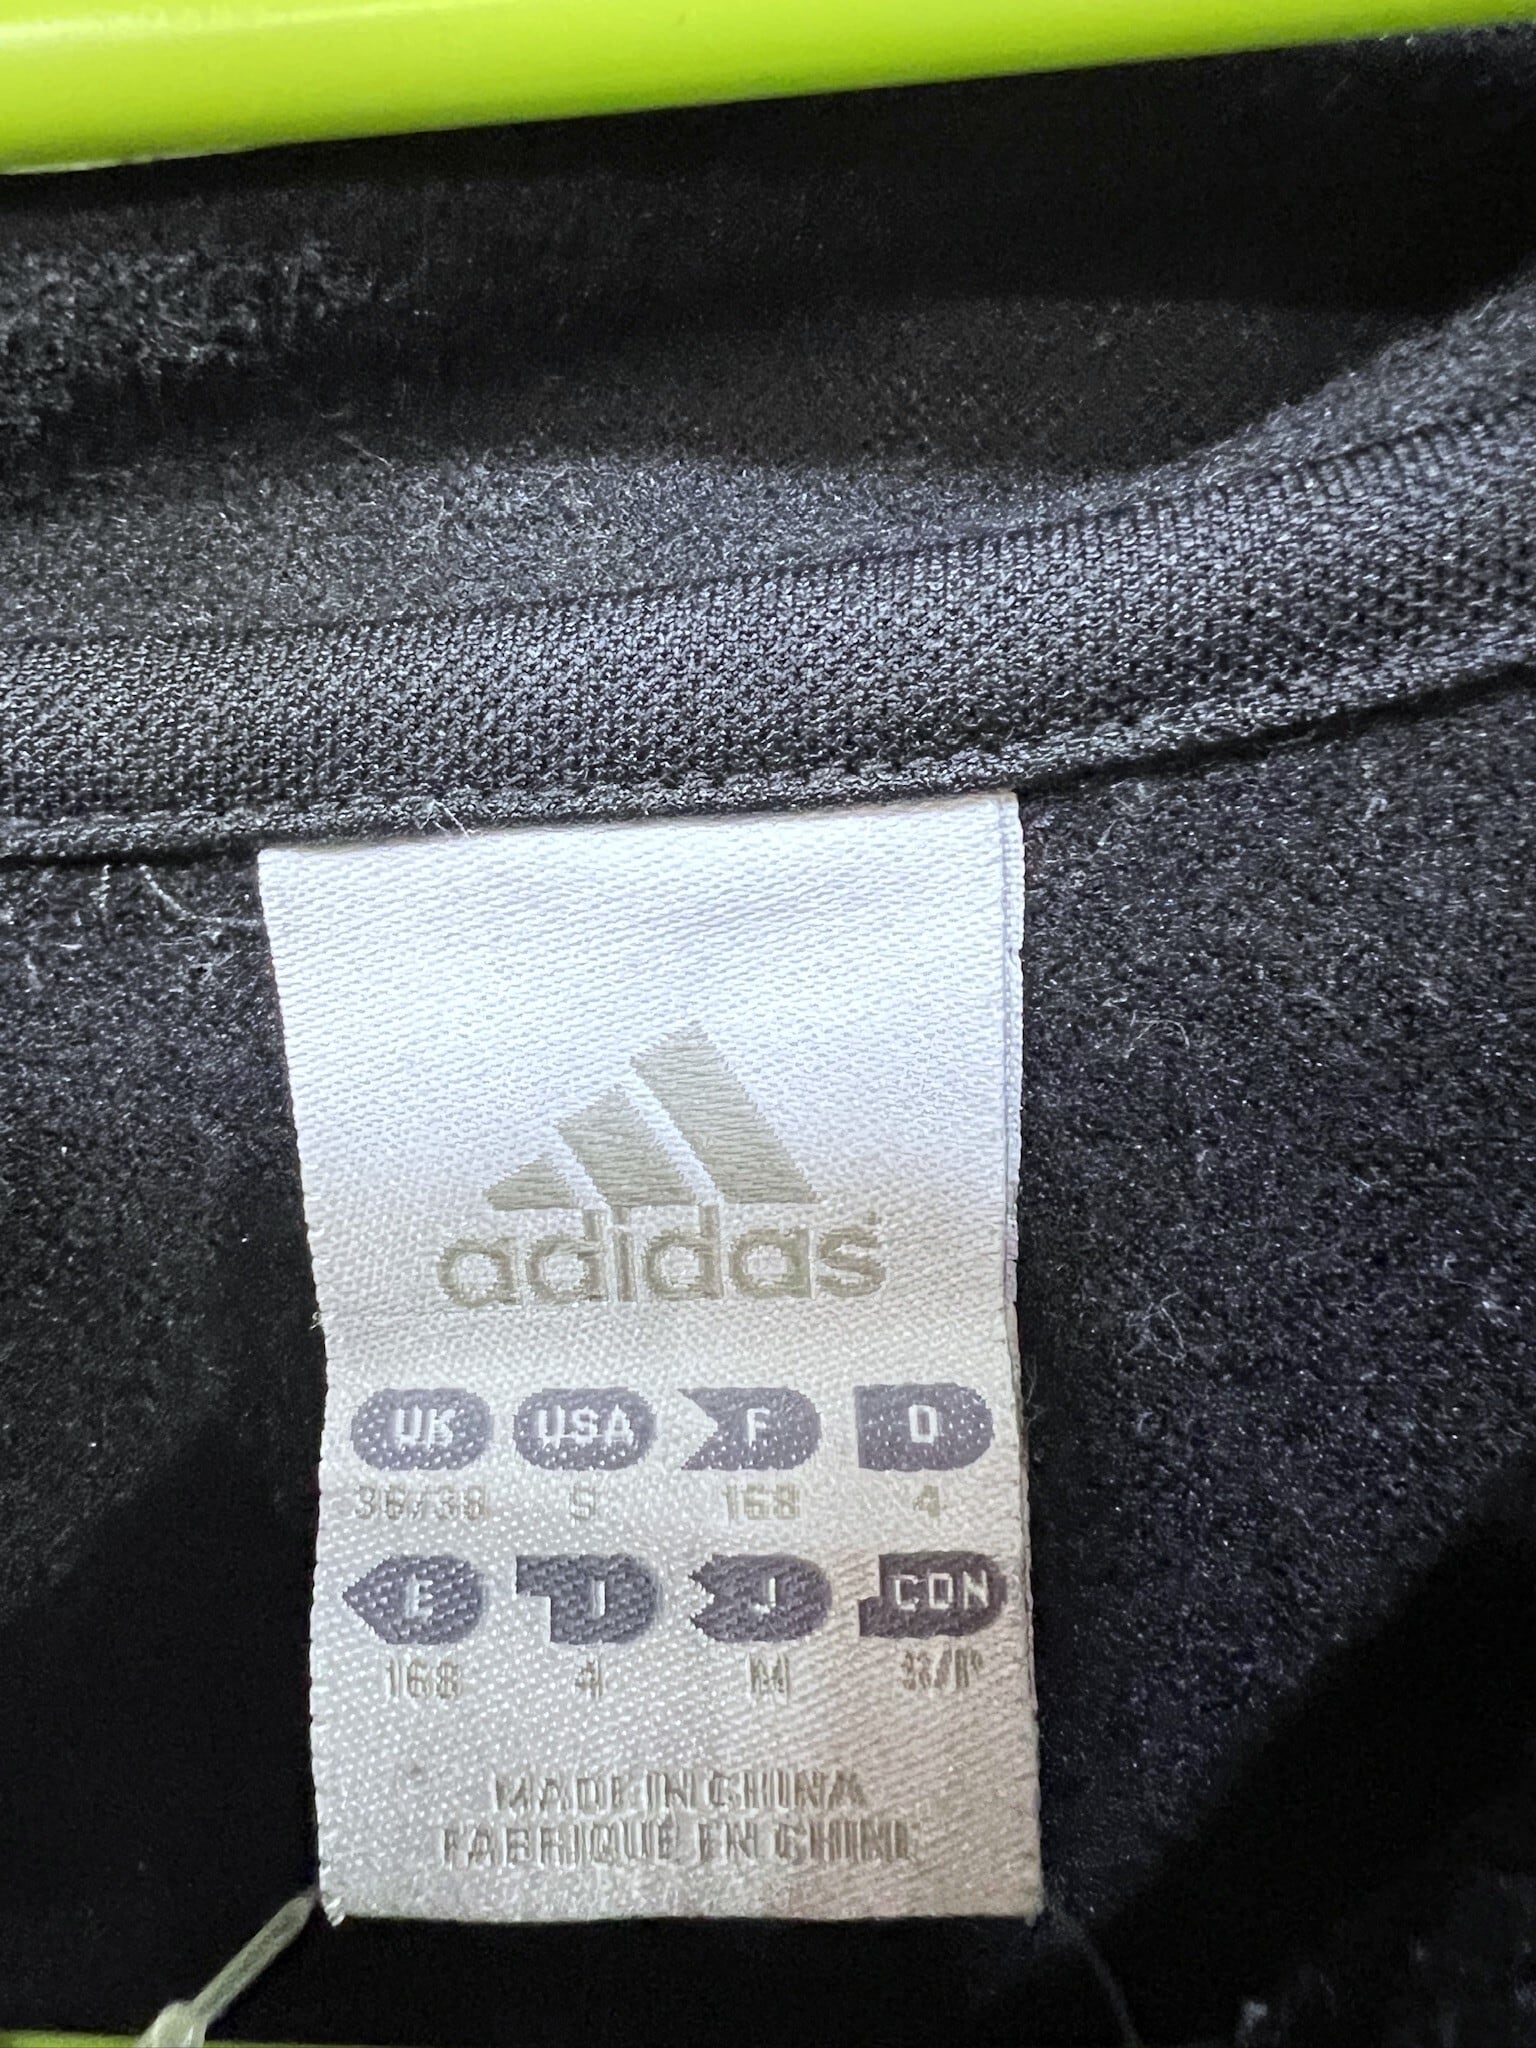 adidas
UK USA F D
36/38 S 168 4
E I J CON
168 4 M
MADE IN CHINA
FABRIQUE EN CHINE